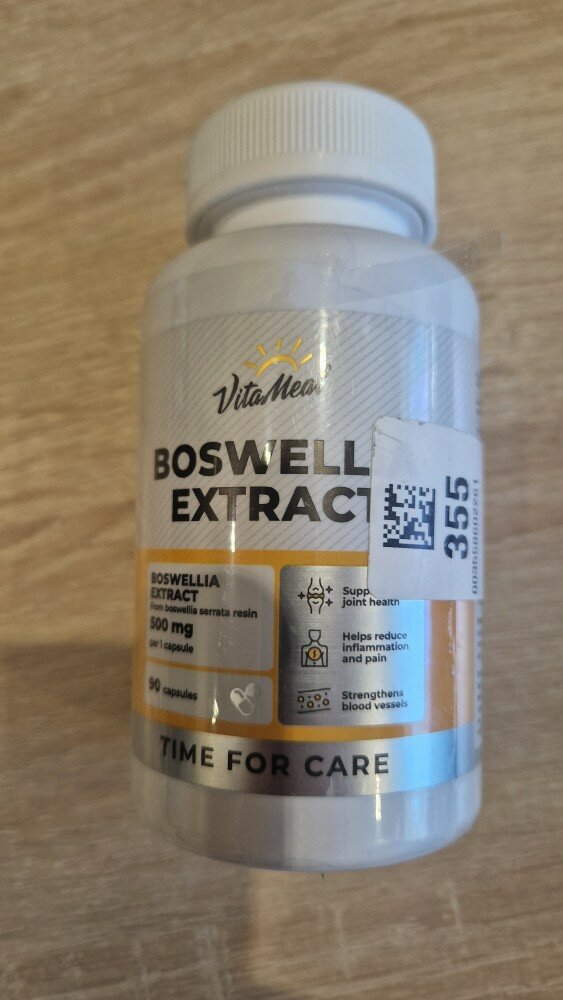 VitaMeal
BOSWELL
EXTRACT
355
BOSWELLIA
EXTRACT
From boswellia serrata resin
500 mg
per 1 capsule
90 capsules
Supp
joint health
Helps reduce
inflammation
and pain
Strengthens
blood vessels
TIME FOR CARE